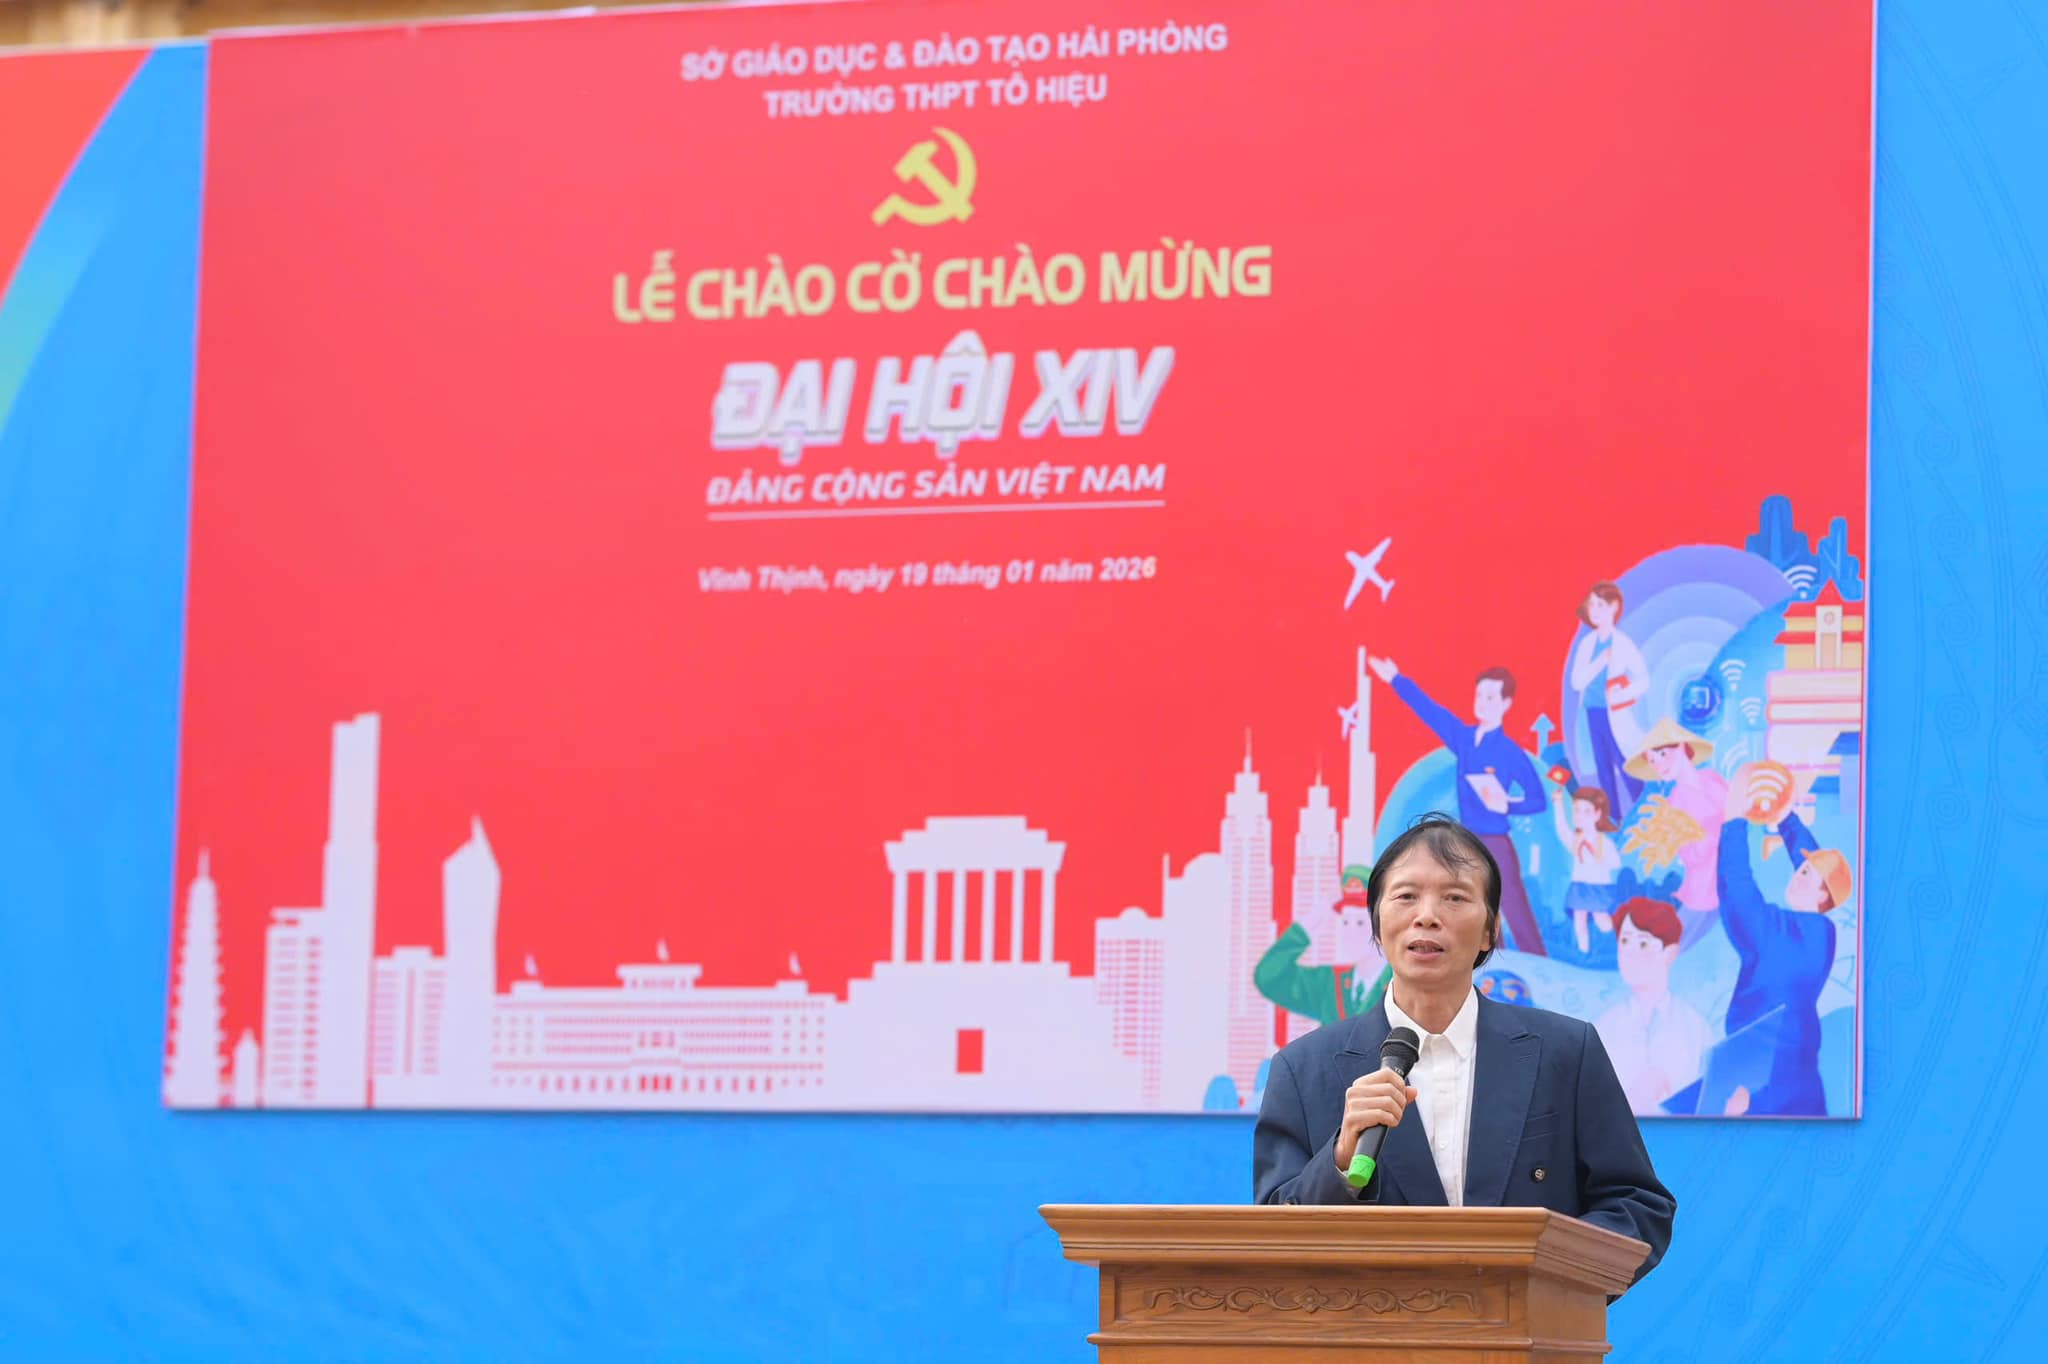 SỞ GIÁO DỤC & ĐÀO TẠO HẢI PHÒNG
TRƯỜNG THPT TÔ HIỆU
LỄ CHÀO CỜ CHÀO MỪNG
ĐẠI HỘI XIV
ĐẢNG CỘNG SẢN VIỆT NAM
Vĩnh Thịnh, ngày 19 tháng 01 năm 2026